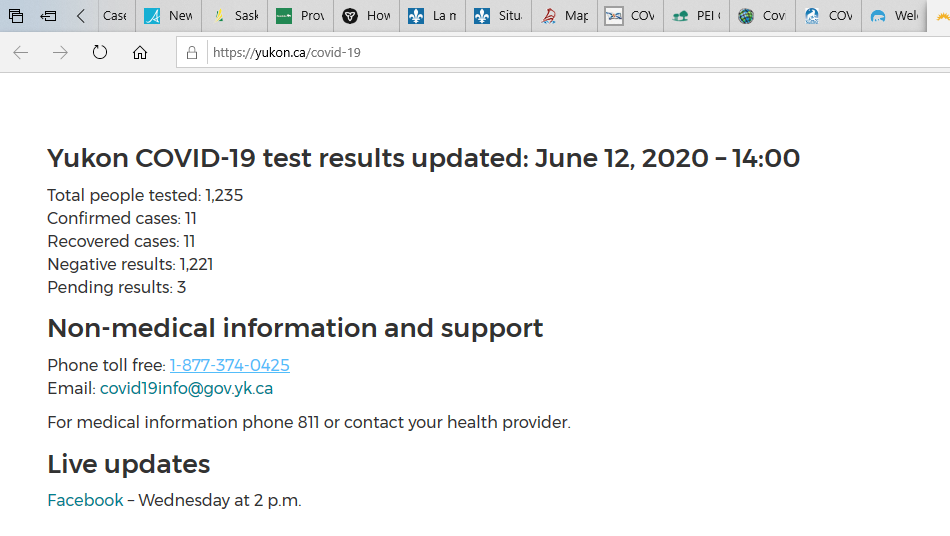 Case
New
Sask
Prov
How
La m
Situ
Map
COV
PEI
Cov
COV
Wel
https://yukon.ca/covid-19
Yukon COVID-19 test results updated: June 12, 2020 – 14:00
Total people tested: 1,235
Confirmed cases: 11
Recovered cases: 11
Negative results: 1,221
Pending results: 3
Non-medical information and support
Phone toll free: 1-877-374-0425
Email: covid19info@gov.yk.ca
For medical information phone 811 or contact your health provider.
Live updates
Facebook – Wednesday at 2 p.m.